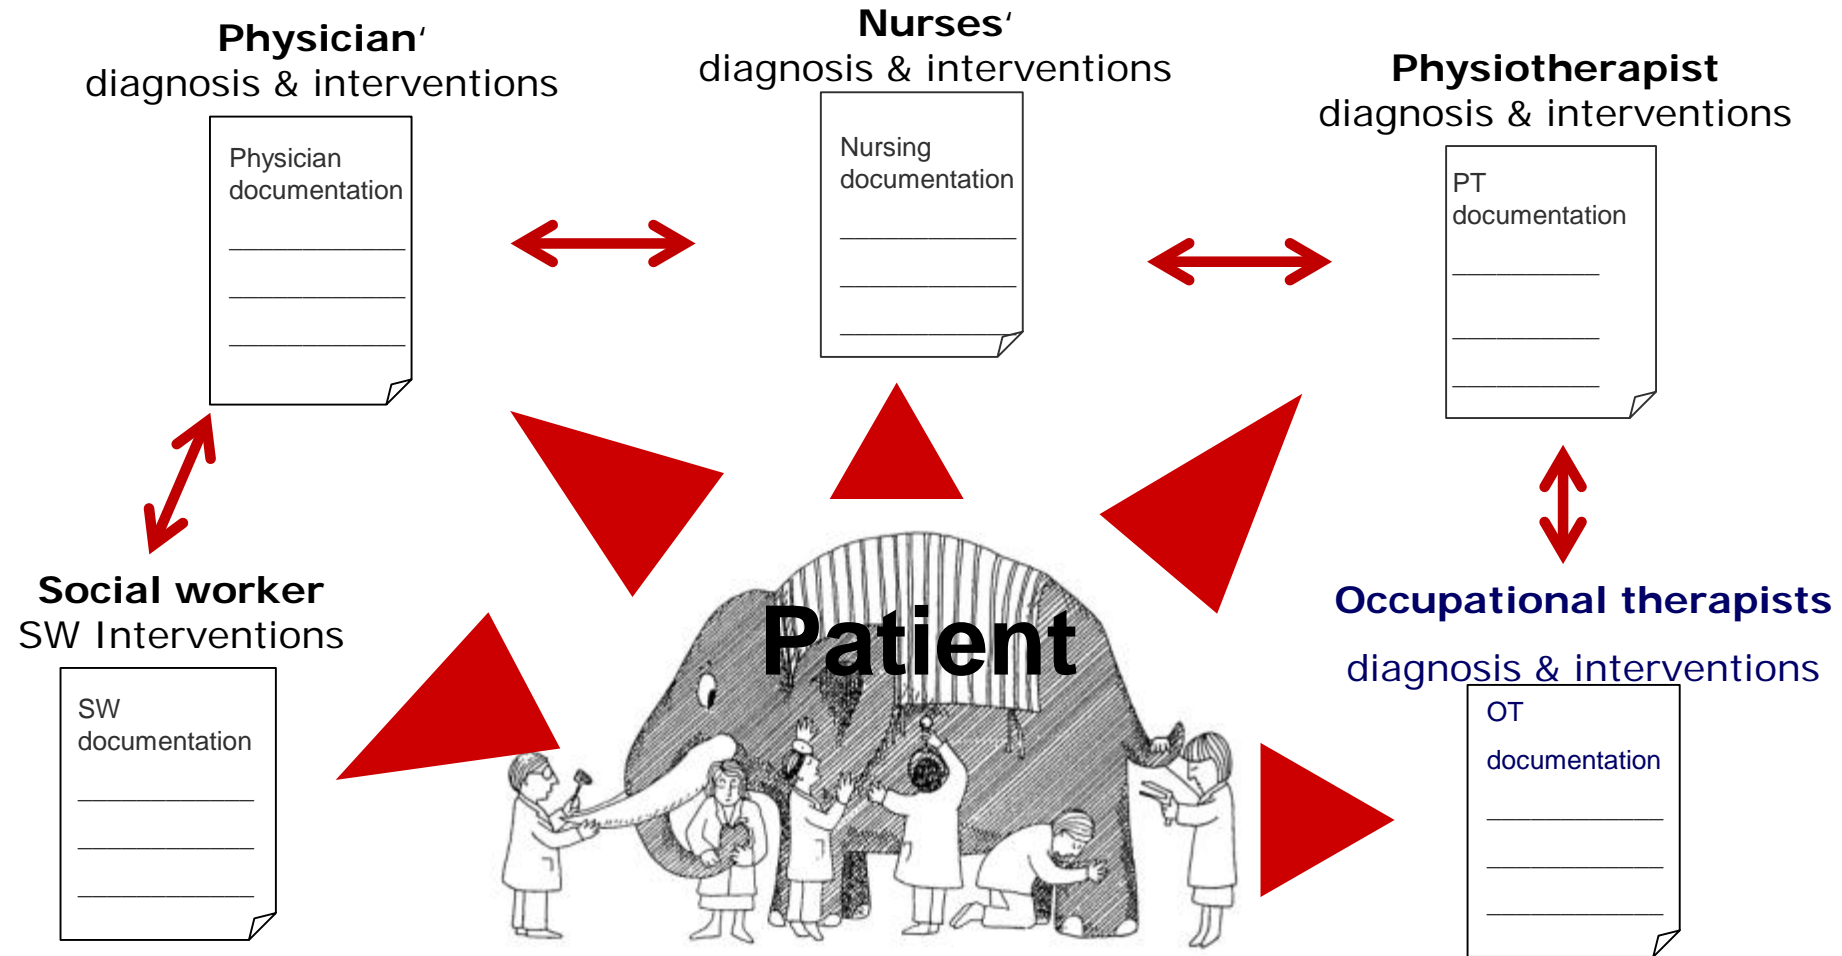 Physician‘
diagnosis & interventions
Physician
documentation
Nurses‘
diagnosis & interventions
Nursing
documentation
Physiotherapist
diagnosis & interventions
PT
documentation
Social worker
SW Interventions
SW
documentation
Patient
Occupational therapists
diagnosis & interventions
OT
documentation